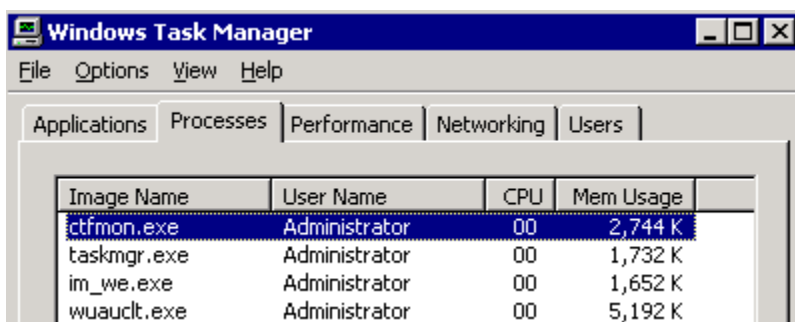 Windows Task Manager
File Options View Help
Applications Processes Performance Networking Users
Image Name User Name CPU Mem Usage
ctfmon.exe Administrator 00 2,744 K
taskmgr.exe Administrator 00 1,732 K
im_we.exe Administrator 00 1,652 K
wuauclt.exe Administrator 00 5,192 K